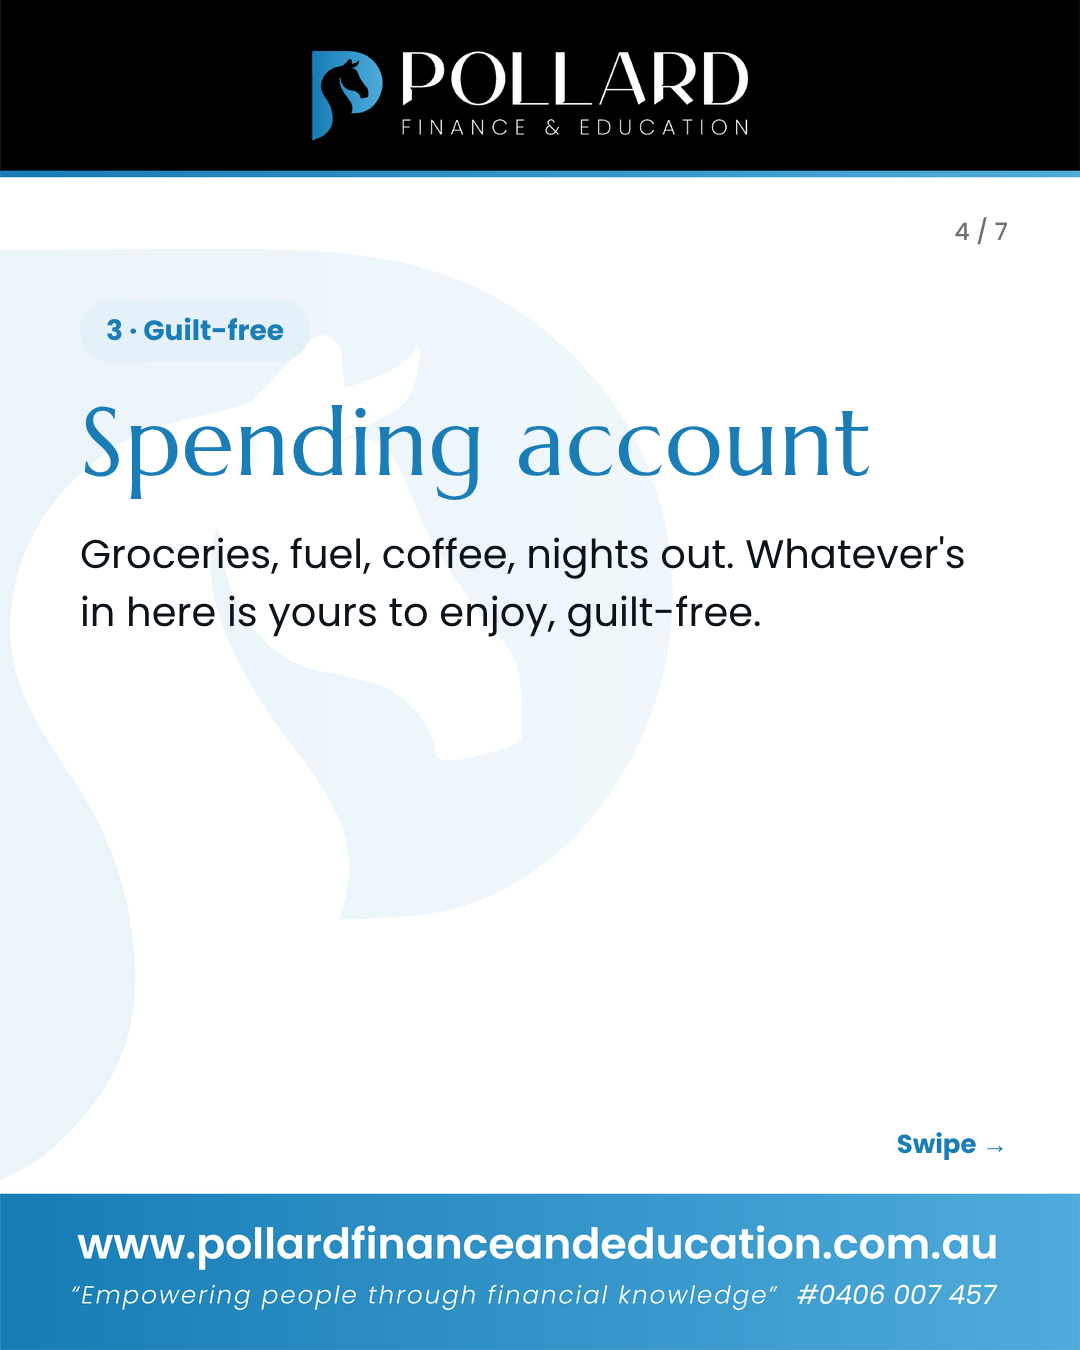 POLLARD
FINANCE & EDUCATION
4 / 7
3 · Guilt-free
Spending account
Groceries, fuel, coffee, nights out. Whatever's
in here is yours to enjoy, guilt-free.
Swipe →
www.pollardfinanceandeducation.com.au
“Empowering people through financial knowledge” #0406 007 457